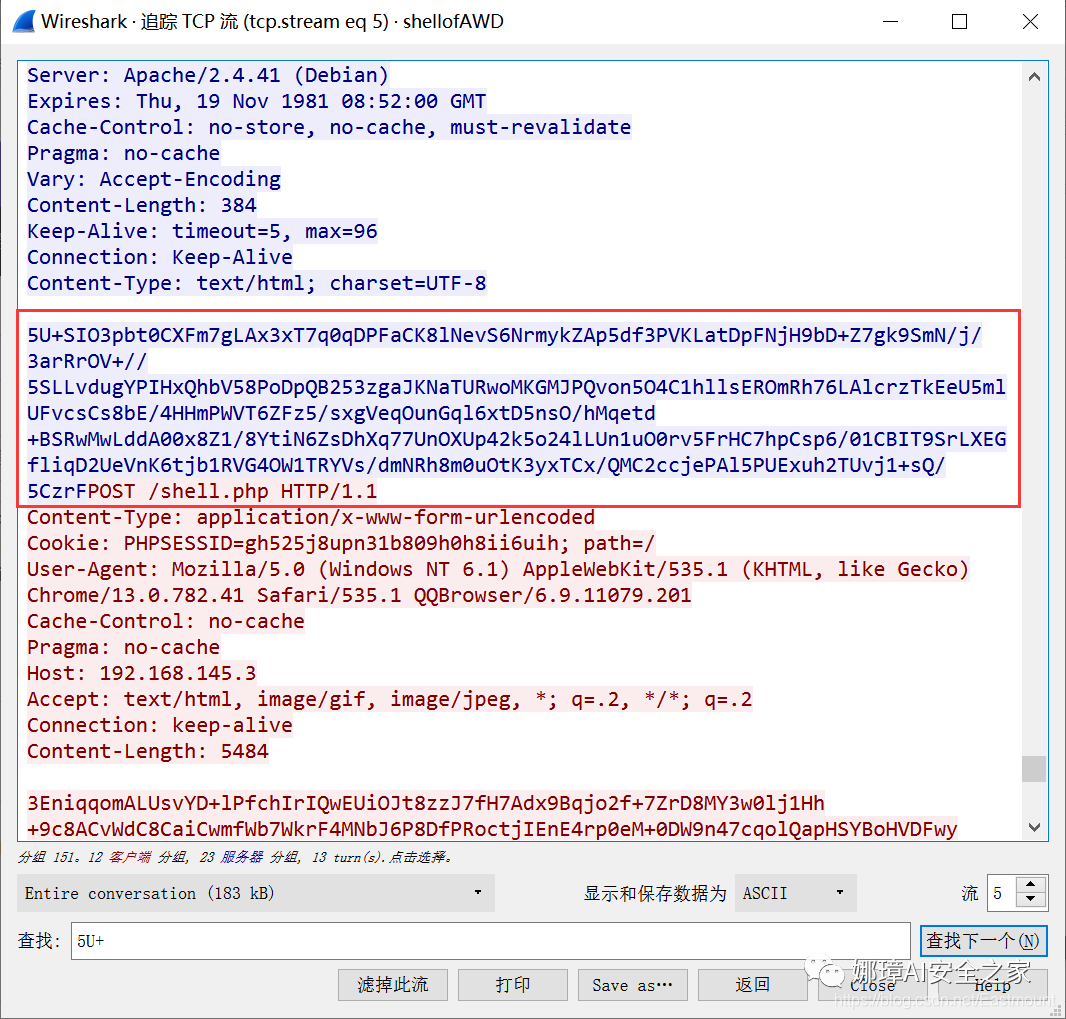 Wireshark · 追踪 TCP 流 (tcp.stream eq 5) · shellofAWD
Server: Apache/2.4.41 (Debian)
Expires: Thu, 19 Nov 1981 08:52:00 GMT
Cache-Control: no-store, no-cache, must-revalidate
Pragma: no-cache
Vary: Accept-Encoding
Content-Length: 384
Keep-Alive: timeout=5, max=96
Connection: Keep-Alive
Content-Type: text/html; charset=UTF-8
5U+SIO3pbt0CXFm7gLAx3xT7q0qDPFaCK8lNevS6NrmykZAp5df3PVKLatDpFNjH9bD+Z7gk9SmN/j/
3arRrOV+//
5SLLvdugYPIHxQhbV58PoDpQB253zgaJKNaTURwoMKGMJPQvon5O4C1hllsEROmRh76LAlcrzTkEeU5ml
UFvcsCs8bE/4HHmPWVT6ZFz5/sxgVeqOunGql6xtD5nsO/hMqetd
+BSRwMwLddA00x8Z1/8YtiN6ZsDhXq77UnOXUp42k5o24lLUn1uO0rv5FrHC7hpCsp6/01CBIT9SrLXEG
fliqD2UeVnK6tjb1RVG4OW1TRYVs/dmNRh8m0uOtK3yxTCx/QMC2ccjePAl5PUExuh2TUvj1+sQ/
5CzrFPOST /shell.php HTTP/1.1
Content-Type: application/x-www-form-urlencoded
Cookie: PHPSESSID=gh525j8upn31b809h0h8ii6uih; path=/
User-Agent: Mozilla/5.0 (Windows NT 6.1) AppleWebKit/535.1 (KHTML, like Gecko)
Chrome/13.0.782.41 Safari/535.1 QQBrowser/6.9.11079.201
Cache-Control: no-cache
Pragma: no-cache
Host: 192.168.145.3
Accept: text/html, image/gif, image/jpeg, *; q=.2, */*; q=.2
Connection: keep-alive
Content-Length: 5484
3EniqqomALUsvYD+lPfchIrIQwEUiOJt8zzJ7fH7Adx9Bqjo2f+7ZrD8MY3w0lj1Hh
+9c8ACvWdC8CaiCwmfWb7WkrF4MNbJ6P8DfPRoctjIEnE4rp0eM+0DW9n47cqolQapHSYBoHVDFwy
分组 151。12 客户端 分组, 23 服务器 分组, 13 turn(s).点击选择。
Entire conversation (183 kB) 显示和保存数据为 ASCII 流 5
查找: 5U+ 查找下一个(N)
滤掉此流 打印 Save as… 返回 Close Help
娜璋AI安全之家
https://blog.csdn.net/Eastmount